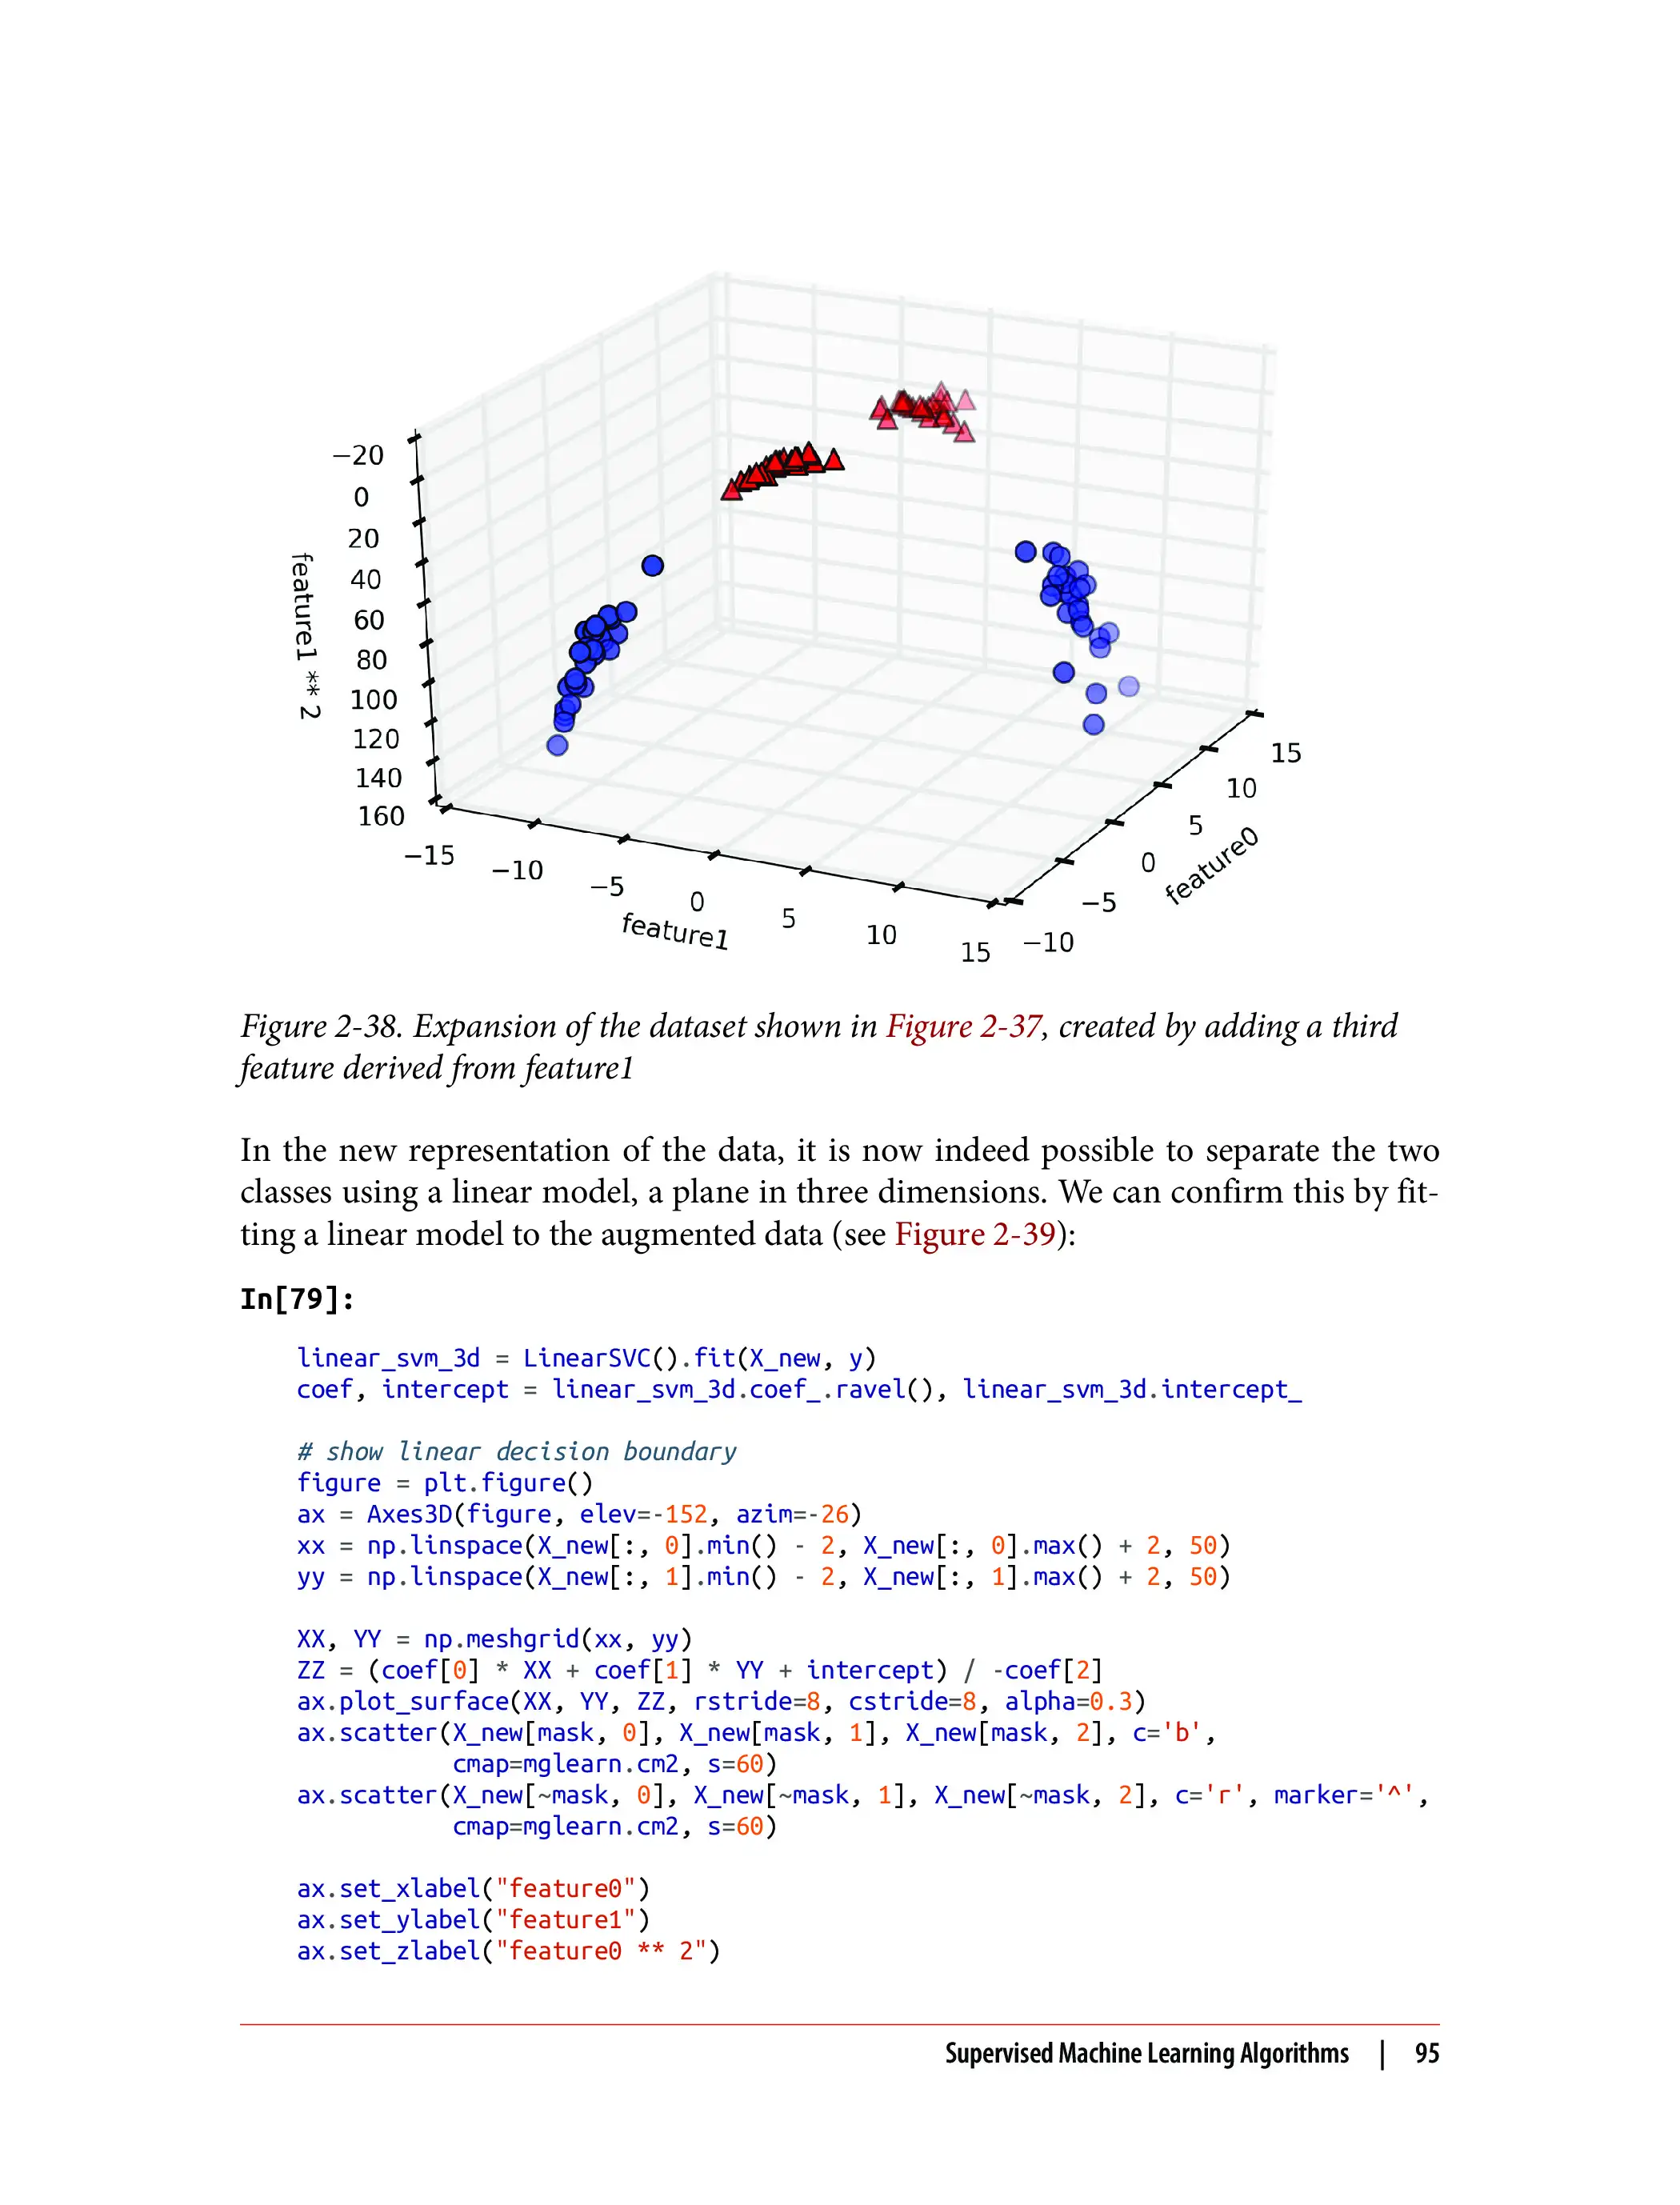 −20
0
20
40
60
80
100
120
140
160
feature1 ** 2
−15
−10
−5
0
5
10
15
feature1
−10
−5
0
5
10
15
feature0
Figure 2-38. Expansion of the dataset shown in Figure 2-37, created by adding a third
feature derived from feature1
In the new representation of the data, it is now indeed possible to separate the two
classes using a linear model, a plane in three dimensions. We can confirm this by fit-
ting a linear model to the augmented data (see Figure 2-39):
In[79]:
linear_svm_3d = LinearSVC().fit(X_new, y)
coef, intercept = linear_svm_3d.coef_.ravel(), linear_svm_3d.intercept_
# show linear decision boundary
figure = plt.figure()
ax = Axes3D(figure, elev=-152, azim=-26)
xx = np.linspace(X_new[:, 0].min() - 2, X_new[:, 0].max() + 2, 50)
yy = np.linspace(X_new[:, 1].min() - 2, X_new[:, 1].max() + 2, 50)
XX, YY = np.meshgrid(xx, yy)
ZZ = (coef[0] * XX + coef[1] * YY + intercept) / -coef[2]
ax.plot_surface(XX, YY, ZZ, rstride=8, cstride=8, alpha=0.3)
ax.scatter(X_new[mask, 0], X_new[mask, 1], X_new[mask, 2], c='b',
cmap=mglearn.cm2, s=60)
ax.scatter(X_new[~mask, 0], X_new[~mask, 1], X_new[~mask, 2], c='r', marker='^',
cmap=mglearn.cm2, s=60)
ax.set_xlabel("feature0")
ax.set_ylabel("feature1")
ax.set_zlabel("feature0 ** 2")
Supervised Machine Learning Algorithms | 95